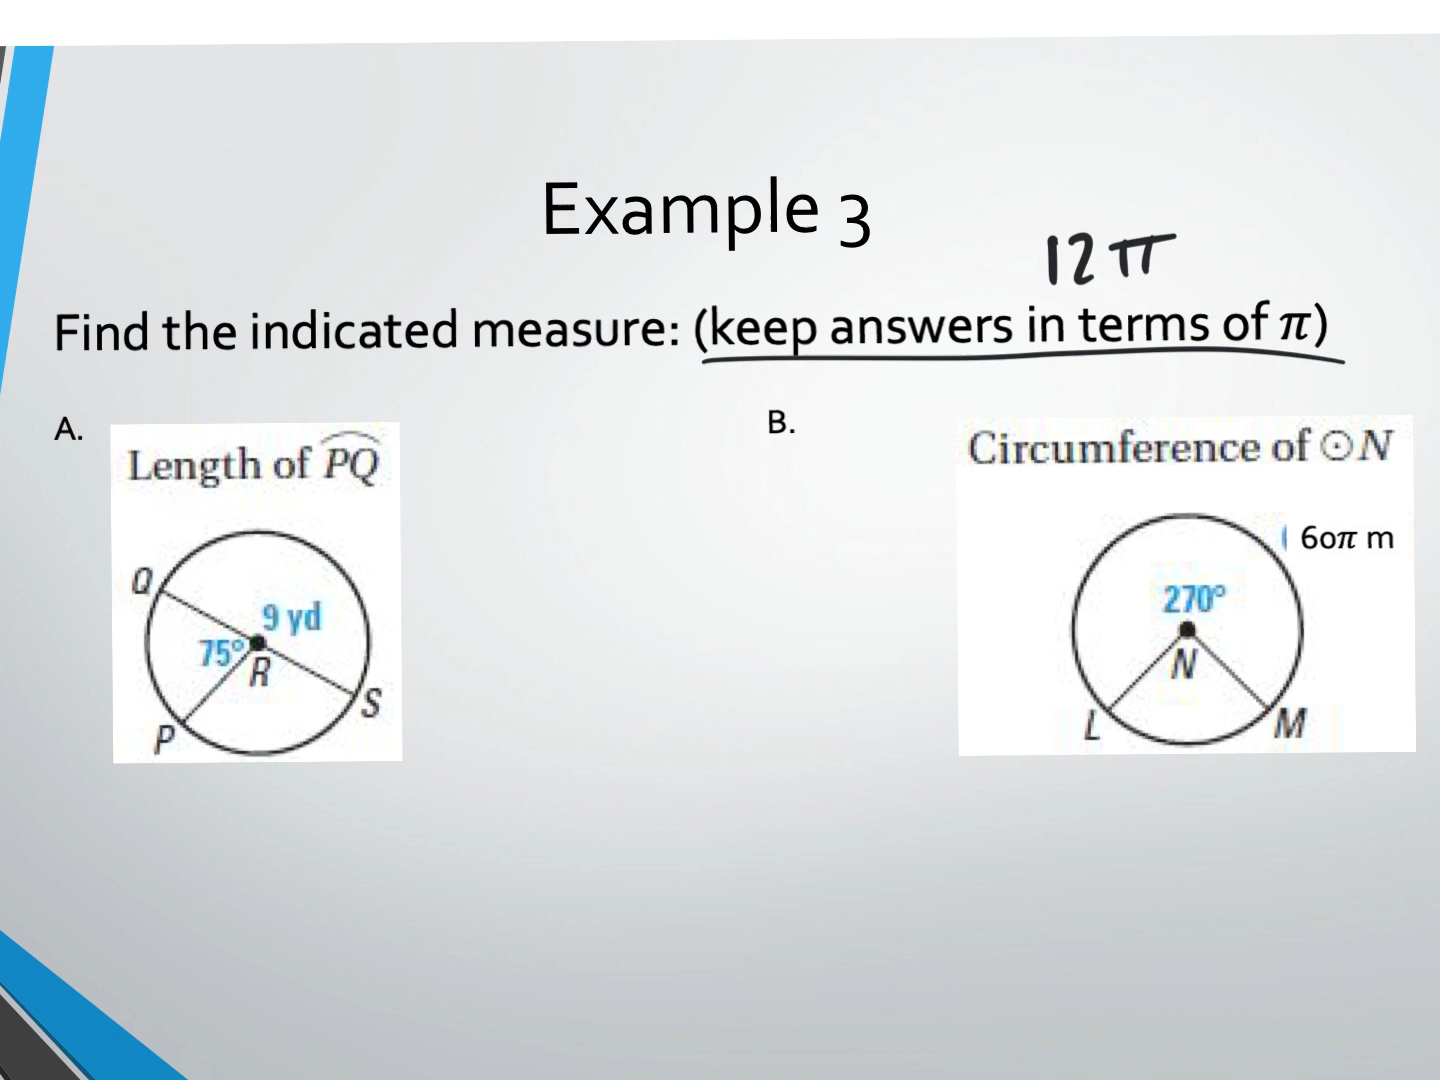 Example 3
12 π
Find the indicated measure: (keep answers in terms of π)
A.
Length of PQ
Q
9 yd
75°
R
S
P
B.
Circumference of ⊙N
60π m
270°
N
L
M